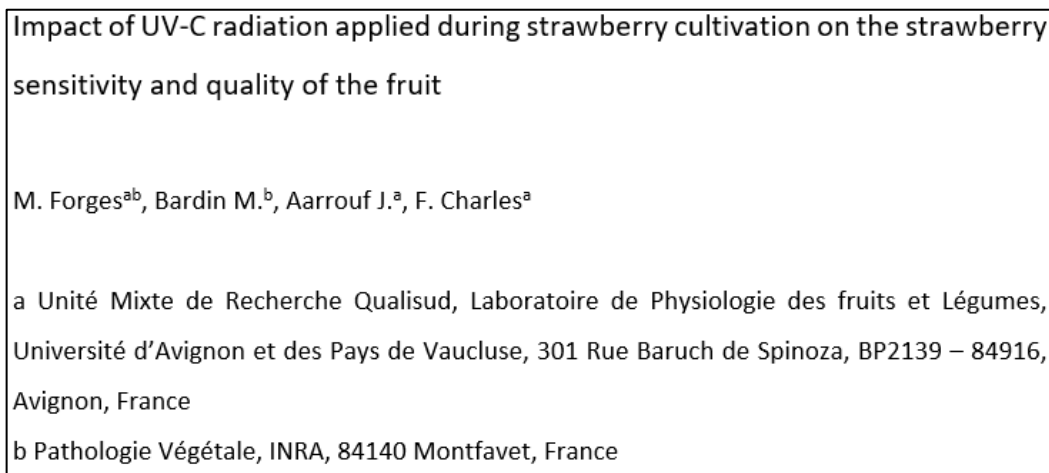 Impact of UV-C radiation applied during strawberry cultivation on the strawberry
sensitivity and quality of the fruit
M. Forgesᵃᵇ, Bardin M.ᵇ, Aarrouf J.ᵃ, F. Charlesᵃ
a Unité Mixte de Recherche Qualisud, Laboratoire de Physiologie des fruits et Légumes,
Université d’Avignon et des Pays de Vaucluse, 301 Rue Baruch de Spinoza, BP2139 – 84916,
Avignon, France
b Pathologie Végétale, INRA, 84140 Montfavet, France